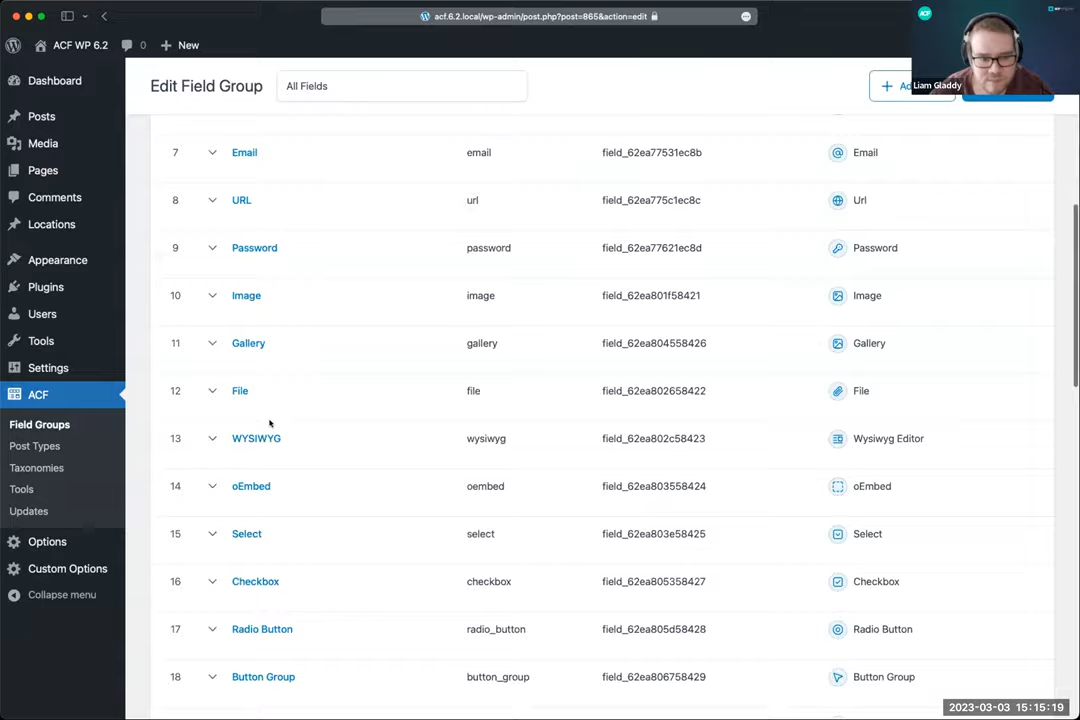 acf.6.2.local/wp-admin/post.php?post=865&action=edit
ACF WP 6.2
0
New
ACF
Liam Gladdy
Dashboard
Posts
Media
Pages
Comments
Locations
Appearance
Plugins
Users
Tools
Settings
ACF
Field Groups
Post Types
Taxonomies
Tools
Updates
Options
Custom Options
Collapse menu
Edit Field Group
All Fields
7 Email email field_62ea77531ec8b Email
8 URL url field_62ea775c1ec8c Url
9 Password password field_62ea77621ec8d Password
10 Image image field_62ea801f58421 Image
11 Gallery gallery field_62ea804558426 Gallery
12 File file field_62ea802658422 File
13 WYSIWYG wysiwyg field_62ea802c58423 Wysiwyg Editor
14 oEmbed oembed field_62ea803558424 oEmbed
15 Select select field_62ea803e58425 Select
16 Checkbox checkbox field_62ea805358427 Checkbox
17 Radio Button radio_button field_62ea805d58428 Radio Button
18 Button Group button_group field_62ea806758429 Button Group
2023-03-03 15:15:19